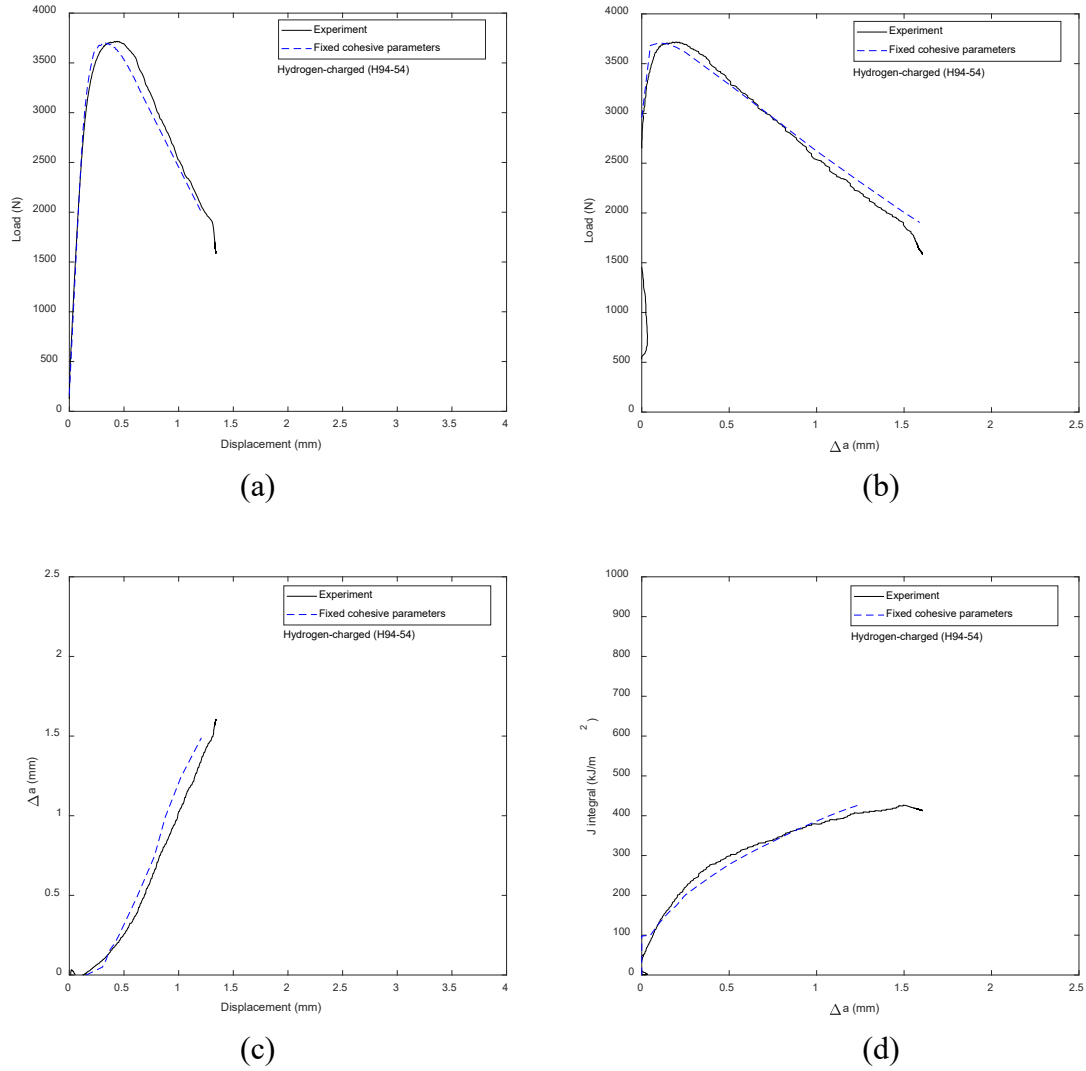 4000
3500
3000
2500
2000
1500
1000
500
0
Load (N)
Experiment
Fixed cohesive parameters
Hydrogen-charged (H94-54)
0 0.5 1 1.5 2 2.5 3 3.5 4
Displacement (mm)
(a)
4000
3500
3000
2500
2000
1500
1000
500
0
Load (N)
Experiment
Fixed cohesive parameters
Hydrogen-charged (H94-54)
0 0.5 1 1.5 2 2.5
Δa (mm)
(b)
2.5
2
1.5
1
0.5
0
Δa (mm)
Experiment
Fixed cohesive parameters
Hydrogen-charged (H94-54)
0 0.5 1 1.5 2 2.5 3 3.5 4
Displacement (mm)
(c)
1000
900
800
700
600
500
400
300
200
100
0
J integral (kJ/m 2 )
Experiment
Fixed cohesive parameters
Hydrogen-charged (H94-54)
0 0.5 1 1.5 2 2.5
Δa (mm)
(d)